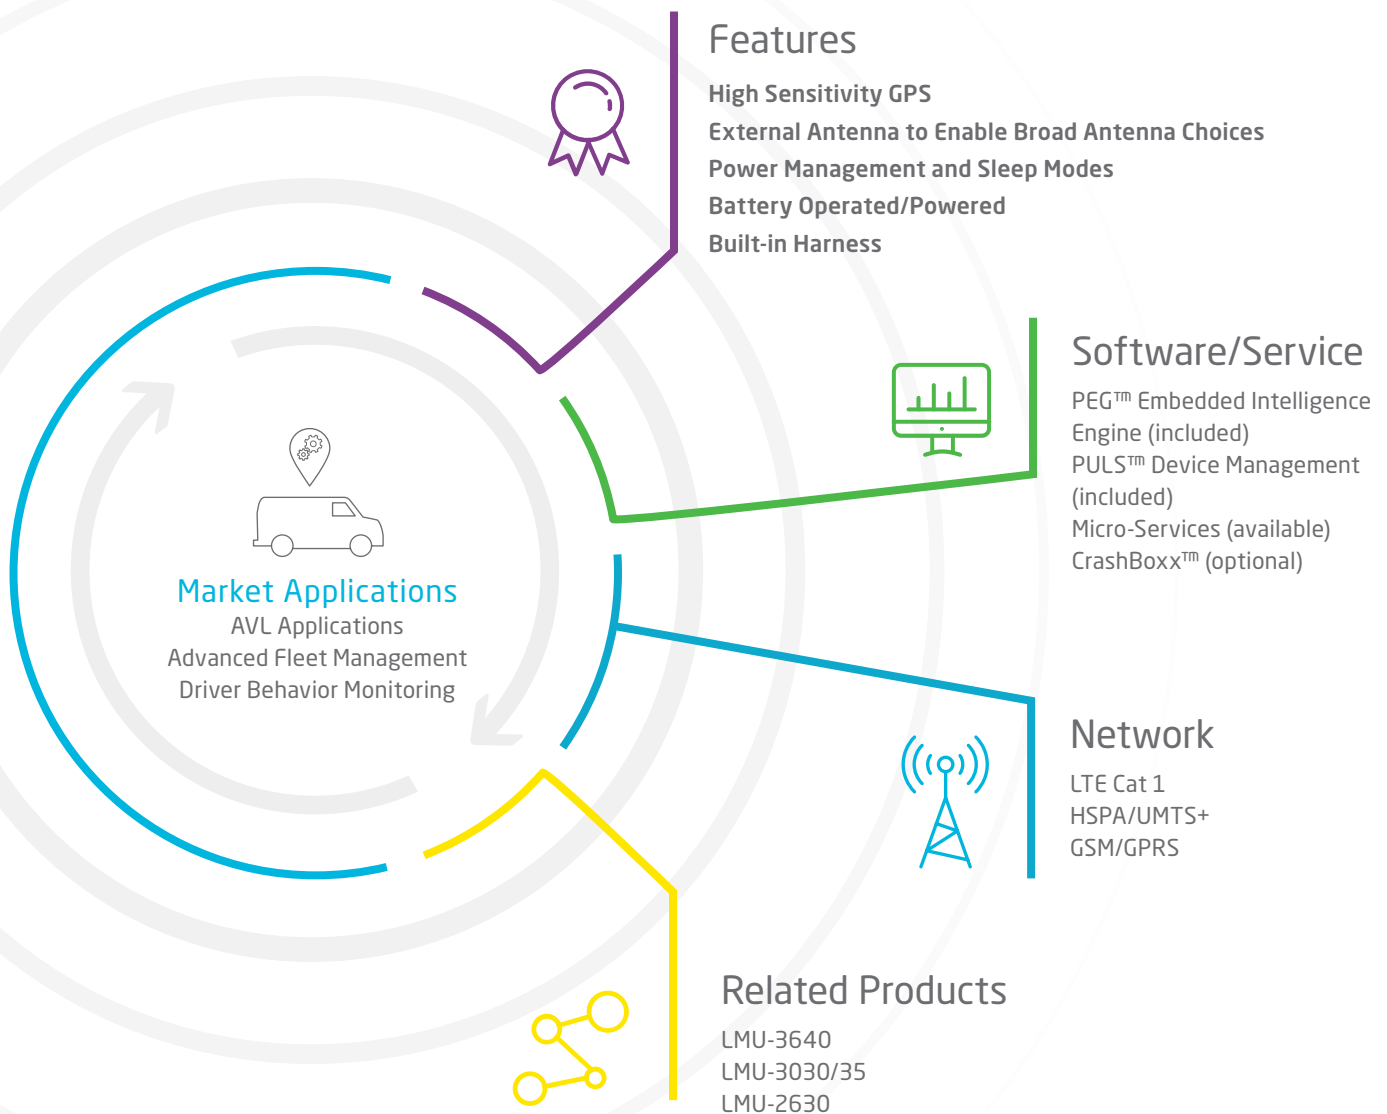 Features
High Sensitivity GPS
External Antenna to Enable Broad Antenna Choices
Power Management and Sleep Modes
Battery Operated/Powered
Built-in Harness
Software/Service
PEG™ Embedded Intelligence
Engine (included)
PULS™ Device Management
(included)
Micro-Services (available)
CrashBoxx™ (optional)
Market Applications
AVL Applications
Advanced Fleet Management
Driver Behavior Monitoring
Network
LTE Cat 1
HSPA/UMTS+
GSM/GPRS
Related Products
LMU-3640
LMU-3030/35
LMU-2630